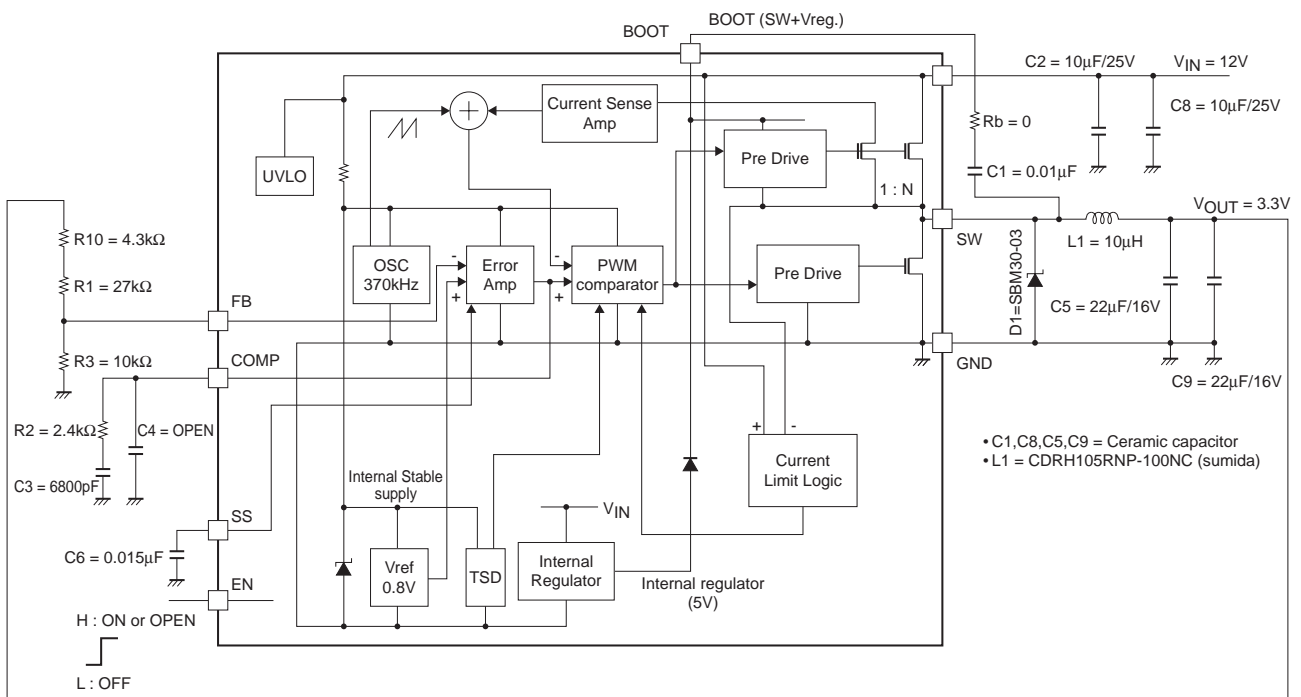 BOOT
BOOT (SW+Vreg.)
C2 = 10μF/25V
VIN = 12V
C8 = 10μF/25V
Current Sense
Amp
Rb = 0
UVLO
Pre Drive
C1 = 0.01μF
1 : N
VOUT = 3.3V
R10 = 4.3kΩ
SW
L1 = 10μH
R1 = 27kΩ
OSC
370kHz
-
+
Error
Amp
-
+
PWM
comparator
Pre Drive
D1=SBM30-03
C5 = 22μF/16V
FB
R3 = 10kΩ
COMP
GND
C9 = 22μF/16V
R2 = 2.4kΩ
C4 = OPEN
C3 = 6800pF
+
-
Current
Limit Logic
• C1,C8,C5,C9 = Ceramic capacitor
• L1 = CDRH105RNP-100NC (sumida)
Internal Stable
supply
SS
VIN
C6 = 0.015μF
Vref
0.8V
TSD
Internal
Regulator
Internal regulator
(5V)
EN
H : ON or OPEN
L : OFF